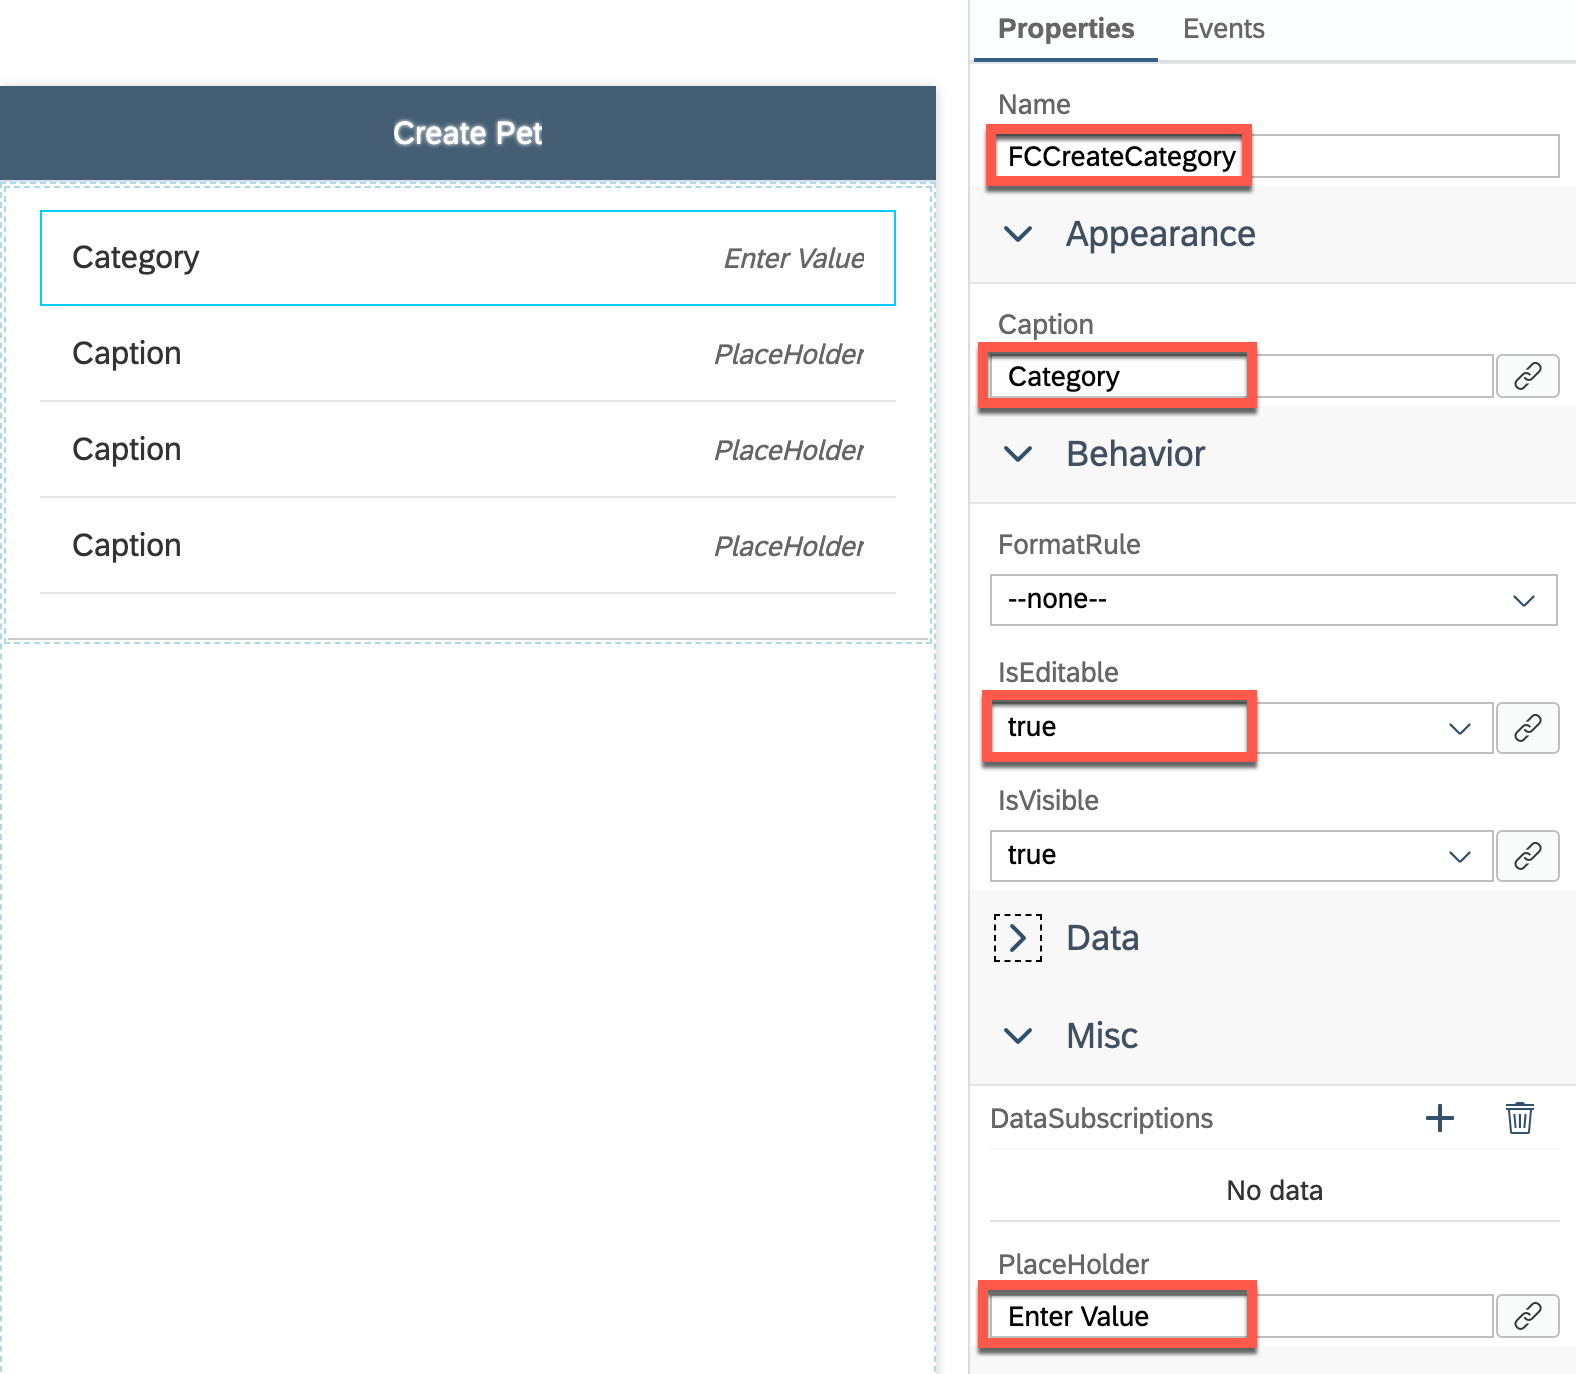 Create Pet
Category Enter Value
Caption PlaceHolder
Caption PlaceHolder
Caption PlaceHolder
Properties Events
Name
FCCreateCategory
Appearance
Caption
Category
Behavior
FormatRule
--none--
IsEditable
true
IsVisible
true
Data
Misc
DataSubscriptions
No data
PlaceHolder
Enter Value